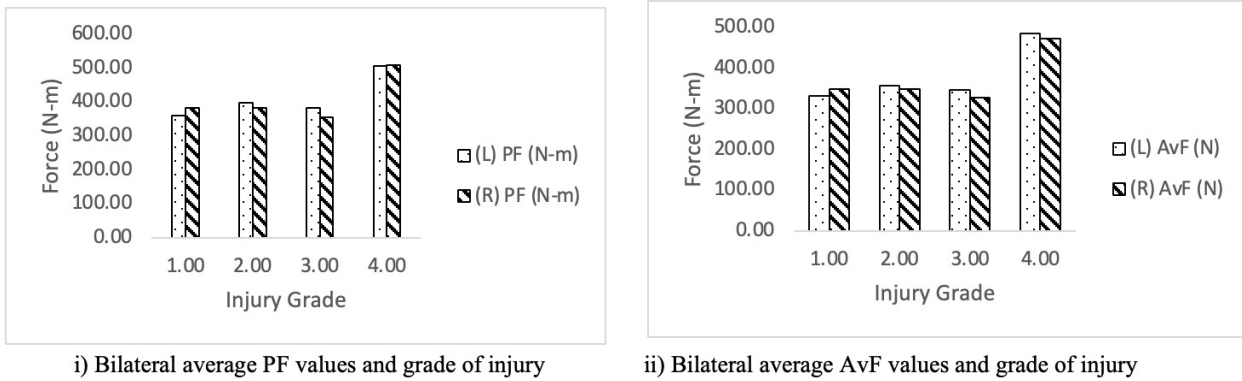 600.00
500.00
400.00
300.00
200.00
100.00
0.00
Force (N-m)
1.00 2.00 3.00 4.00
Injury Grade
(L) PF (N-m)
(R) PF (N-m)
i) Bilateral average PF values and grade of injury
500.00
400.00
300.00
200.00
100.00
0.00
Force (N-m)
1.00 2.00 3.00 4.00
Injury Grade
(L) AvF (N)
(R) AvF (N)
ii) Bilateral average AvF values and grade of injury